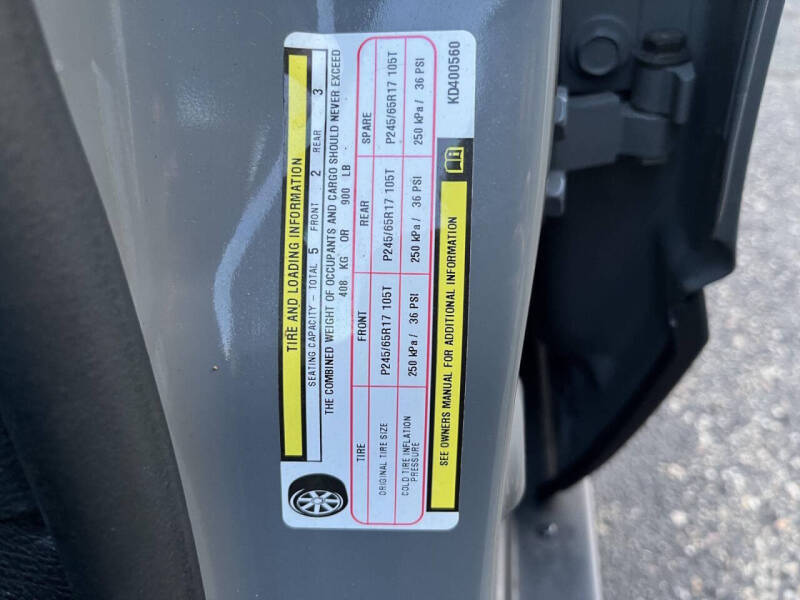 TIRE AND LOADING INFORMATION
SEATING CAPACITY - TOTAL 5 FRONT 2 REAR 3
THE COMBINED WEIGHT OF OCCUPANTS AND CARGO SHOULD NEVER EXCEED
408 KG OR 900 LB
TIRE FRONT REAR SPARE
ORIGINAL TIRE SIZE P245/65R17 105T P245/65R17 105T P245/65R17 105T
COLD TIRE INFLATION
PRESSURE 250 kPa / 36 PSI 250 kPa / 36 PSI 250 kPa / 36 PSI
SEE OWNERS MANUAL FOR ADDITIONAL INFORMATION
KD400560